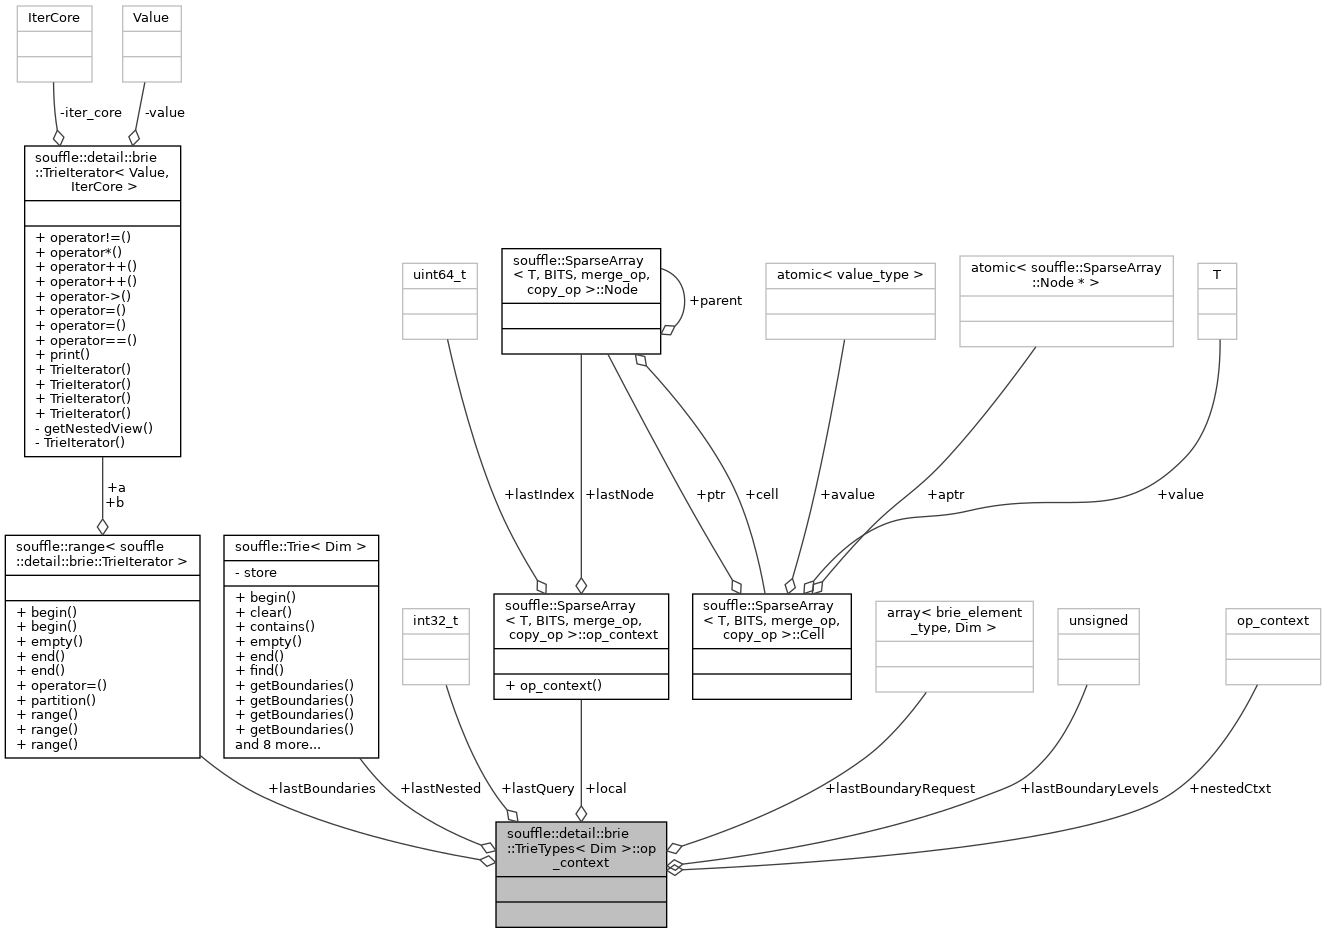 IterCore
Value
-iter_core
-value
souffle::detail::brie
::TrieIterator< Value,
IterCore >
+ operator!=()
+ operator*()
+ operator++()
+ operator++()
+ operator->()
+ operator=()
+ operator=()
+ operator==()
+ print()
+ TrieIterator()
+ TrieIterator()
+ TrieIterator()
+ TrieIterator()
- getNestedView()
- TrieIterator()
uint64_t
souffle::SparseArray
< T, BITS, merge_op,
copy_op >::Node
+parent
atomic< value_type >
atomic< souffle::SparseArray
::Node * >
T
+a
+b
+lastIndex
+lastNode
+ptr
+cell
+avalue
+aptr
+value
souffle::range< souffle
::detail::brie::TrieIterator >
+ begin()
+ begin()
+ empty()
+ end()
+ end()
+ operator=()
+ partition()
+ range()
+ range()
+ range()
souffle::Trie< Dim >
- store
+ begin()
+ clear()
+ contains()
+ empty()
+ end()
+ find()
+ getBoundaries()
+ getBoundaries()
+ getBoundaries()
+ getBoundaries()
and 8 more...
int32_t
souffle::SparseArray
< T, BITS, merge_op,
copy_op >::op_context
+ op_context()
souffle::SparseArray
< T, BITS, merge_op,
copy_op >::Cell
array< brie_element
_type, Dim >
unsigned
op_context
+lastBoundaries
+lastNested
+lastQuery
+local
+lastBoundaryRequest
+lastBoundaryLevels
+nestedCtxt
souffle::detail::brie
::TrieTypes< Dim >::op
_context